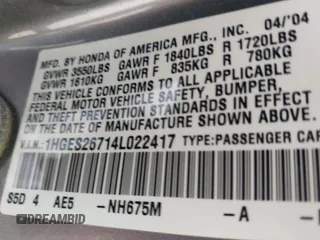 MFD. BY HONDA OF AMERICA MFG., INC. 04/'04
GVWR 3550LBS GAWR F 1840LBS R 1720LBS
GVWR 1610KG GAWR F 835KG R 780KG
THIS VEHICLE CONFORMS TO ALL APPLICABLE
FEDERAL MOTOR VEHICLE SAFETY, BUMPER,
AND THEFT PREVENTION STANDARDS IN EFFECT
ON THE DATE OF MANUFACTURE SHOWN ABOVE.
V.I.N.: 1HGES26714L022417 TYPE: PASSENGER CAR
S5D 4 AE5 -NH675M -A
AUTOBIDMASTER